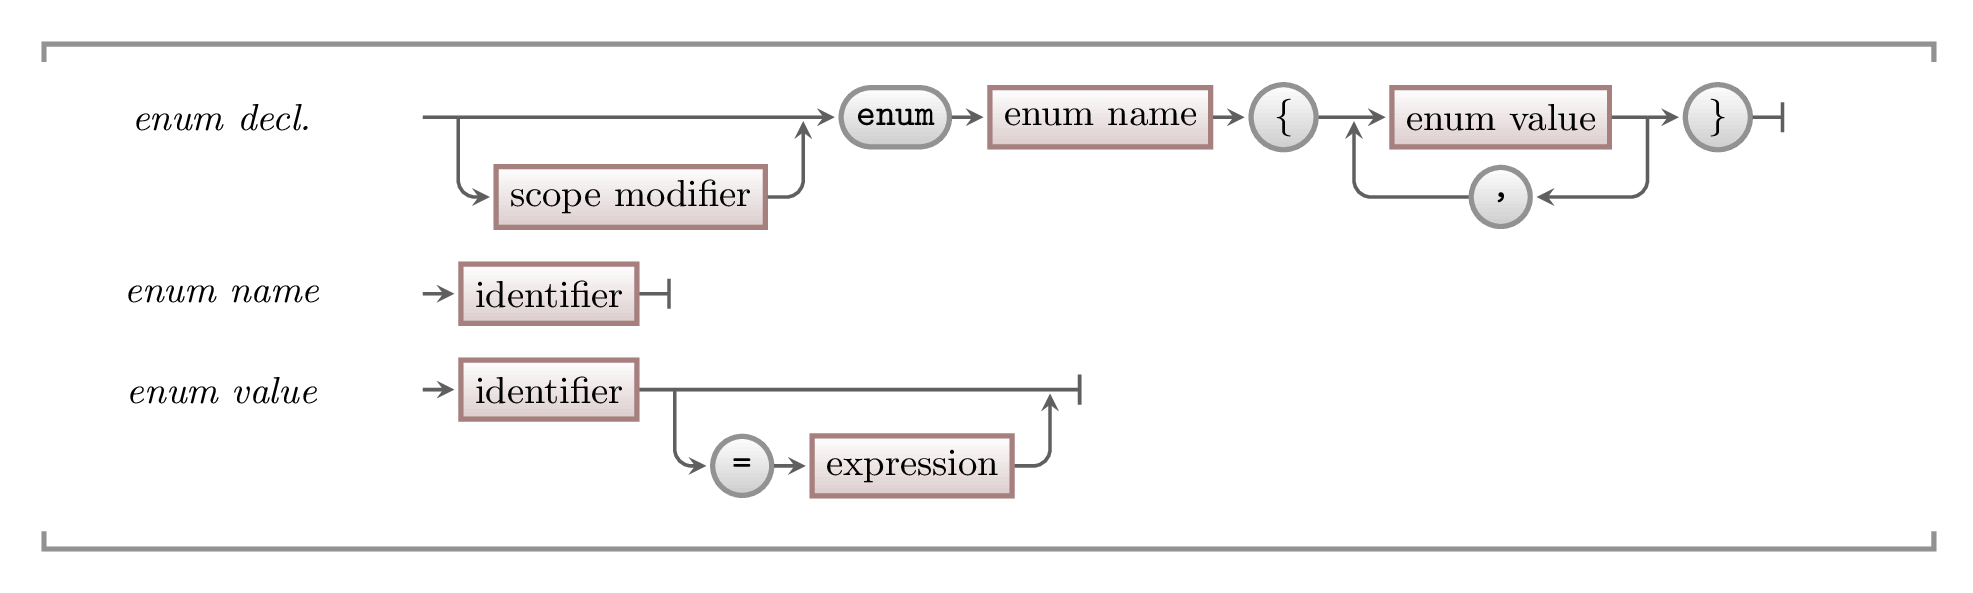 enum decl. enum enum name { enum value }
scope modifier ,
enum name identifier
enum value identifier
= expression